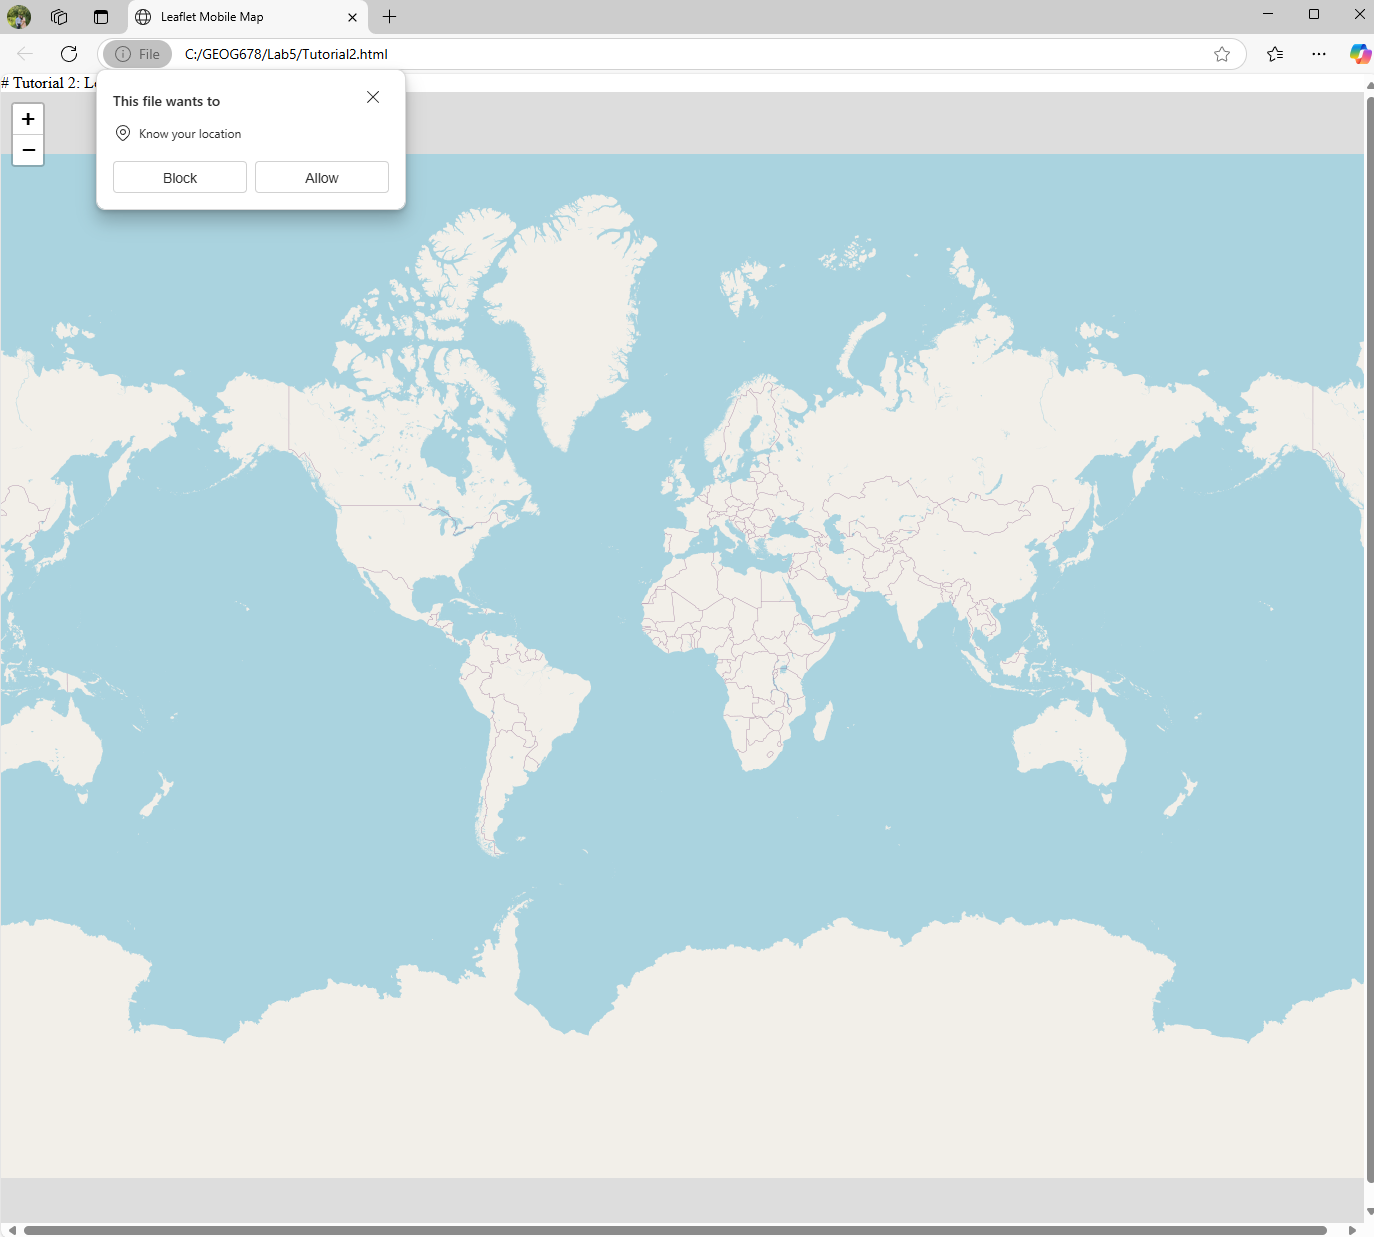 Leaflet Mobile Map
File C:/GEOG678/Lab5/Tutorial2.html
# Tutorial 2: L
This file wants to
Know your location
Block Allow
+
−